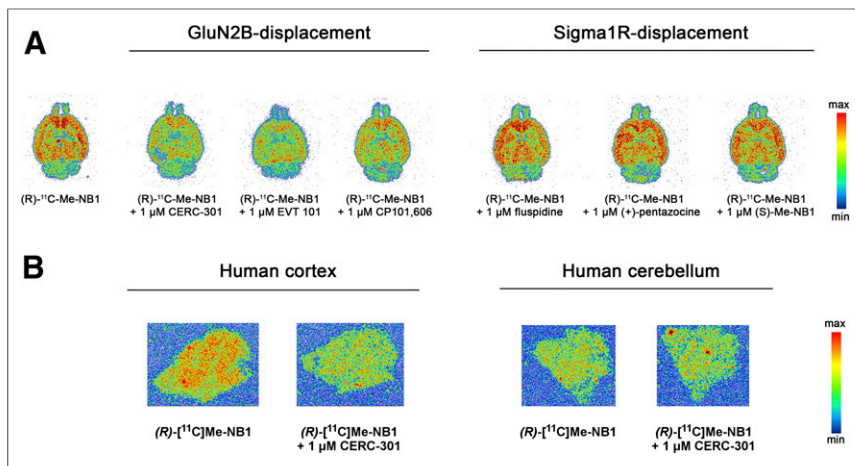 A
GluN2B-displacement
Sigma1R-displacement
(R)-¹¹C-Me-NB1
(R)-¹¹C-Me-NB1
+ 1 µM CERC-301
(R)-¹¹C-Me-NB1
+ 1 µM EVT 101
(R)-¹¹C-Me-NB1
+ 1 µM CP101,606
(R)-¹¹C-Me-NB1
+ 1 µM fluspidine
(R)-¹¹C-Me-NB1
+ 1 µM (+)-pentazocine
(R)-¹¹C-Me-NB1
+ 1 µM (S)-Me-NB1
max
min
B
Human cortex
Human cerebellum
(R)-[¹¹C]Me-NB1
(R)-[¹¹C]Me-NB1
+ 1 µM CERC-301
(R)-[¹¹C]Me-NB1
(R)-[¹¹C]Me-NB1
+ 1 µM CERC-301
max
min